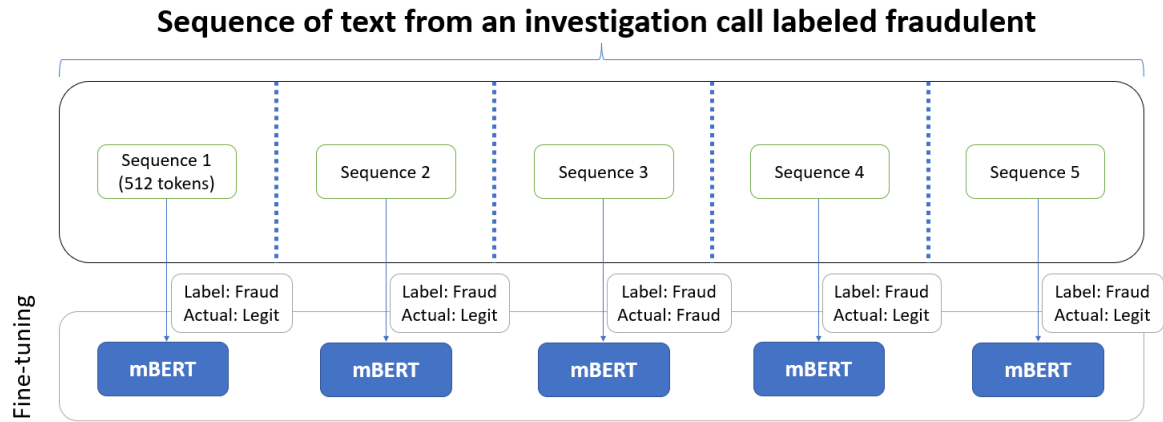 Sequence of text from an investigation call labeled fraudulent
Sequence 1
(512 tokens)
Sequence 2
Sequence 3
Sequence 4
Sequence 5
Label: Fraud
Actual: Legit
Label: Fraud
Actual: Legit
Label: Fraud
Actual: Fraud
Label: Fraud
Actual: Legit
Label: Fraud
Actual: Legit
Fine-tuning
mBERT
mBERT
mBERT
mBERT
mBERT